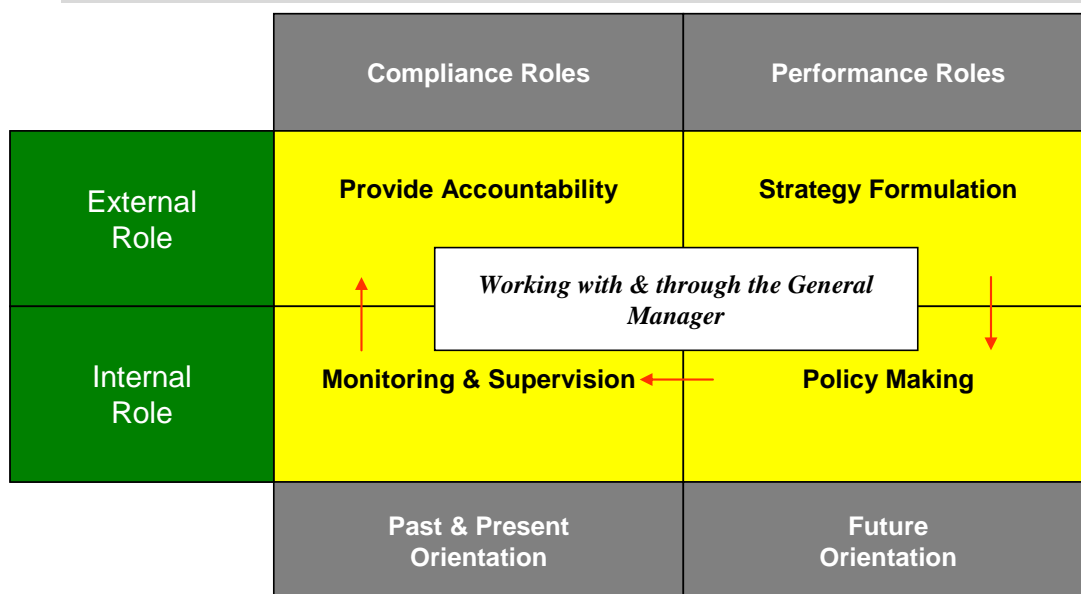 Compliance Roles
Performance Roles
External
Role
Provide Accountability
Strategy Formulation
Working with & through the General
Manager
Internal
Role
Monitoring & Supervision
Policy Making
Past & Present
Orientation
Future
Orientation